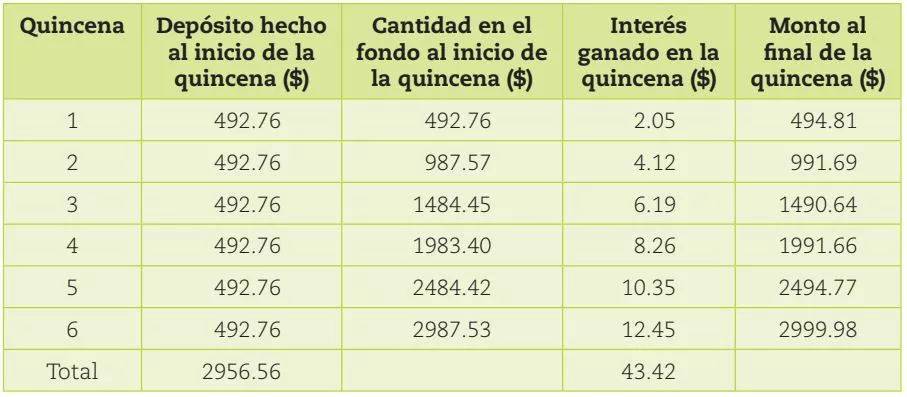 Quincena Depósito hecho al inicio de la quincena ($) Cantidad en el fondo al inicio de la quincena ($) Interés ganado en la quincena ($) Monto al final de la quincena ($)
1 492.76 492.76 2.05 494.81
2 492.76 987.57 4.12 991.69
3 492.76 1484.45 6.19 1490.64
4 492.76 1983.40 8.26 1991.66
5 492.76 2484.42 10.35 2494.77
6 492.76 2987.53 12.45 2999.98
Total 2956.56 43.42